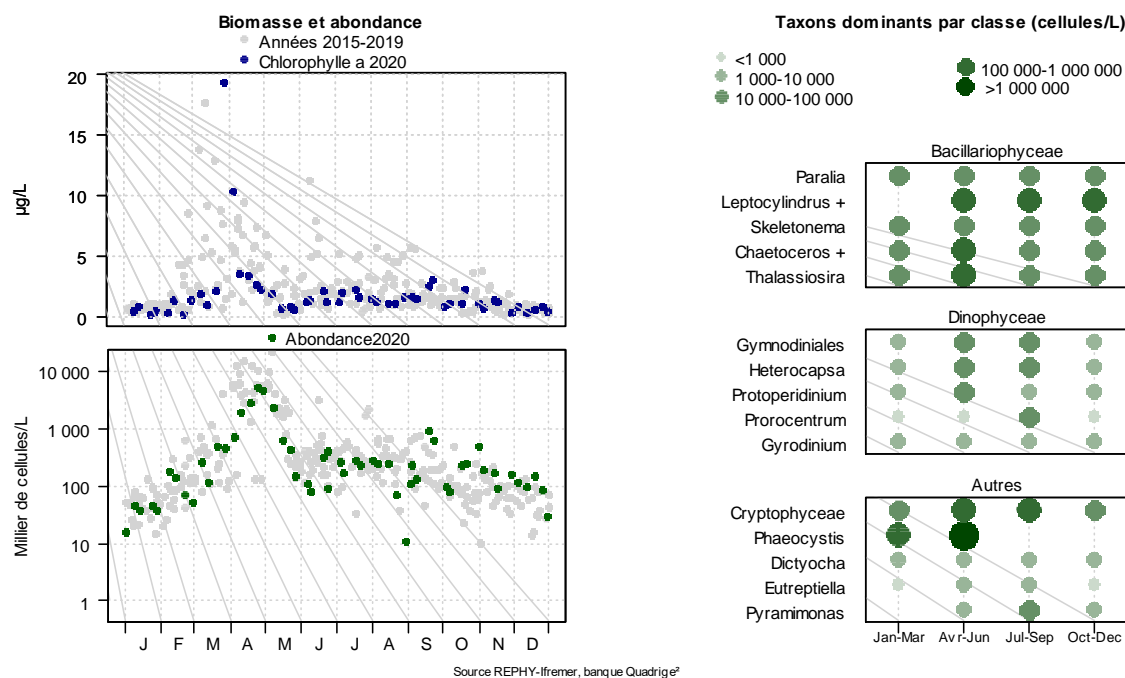 Biomasse et abondance
Années 2015-2019
Chlorophylle a 2020
20
15
10
5
0
µg/L
Abondance2020
10 000
1 000
100
10
1
Millier de cellules/L
J F M A M J J A S O N D
Taxons dominants par classe (cellules/L)
<1 000
1 000-10 000
10 000-100 000
100 000-1 000 000
>1 000 000
Bacillariophyceae
Paralia
Leptocylindrus +
Skeletonema
Chaetoceros +
Thalassiosira
Dinophyceae
Gymnodiniales
Heterocapsa
Protoperidinium
Prorocentrum
Gyrodinium
Autres
Cryptophyceae
Phaeocystis
Dictyocha
Eutreptiella
Pyramimonas
Jan-Mar Avr-Jun Jul-Sep Oct-Dec
Source REPHY-Ifremer, banque Quadrige²